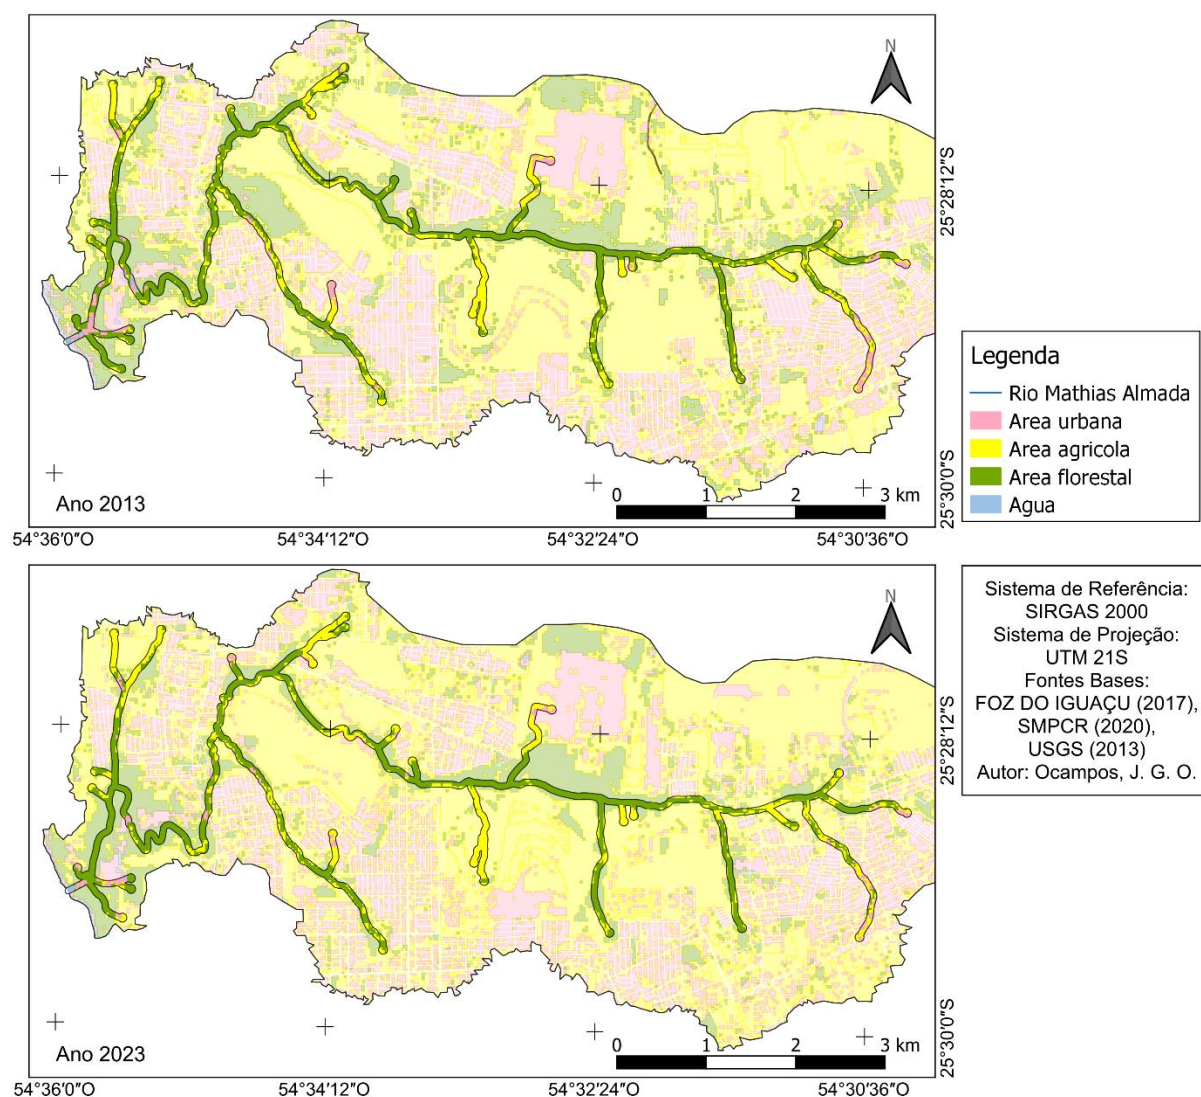 N
25°28'12"S
25°30'0"S
Ano 2013
0 1 2 3 km
54°36'0"O 54°34'12"O 54°32'24"O 54°30'36"O
Legenda
Rio Mathias Almada
Area urbana
Area agricola
Area florestal
Agua
N
25°28'12"S
25°30'0"S
Ano 2023
0 1 2 3 km
54°36'0"O 54°34'12"O 54°32'24"O 54°30'36"O
Sistema de Referência:
SIRGAS 2000
Sistema de Projeção:
UTM 21S
Fontes Bases:
FOZ DO IGUAÇU (2017),
SMPCR (2020),
USGS (2013)
Autor: Ocampos, J. G. O.